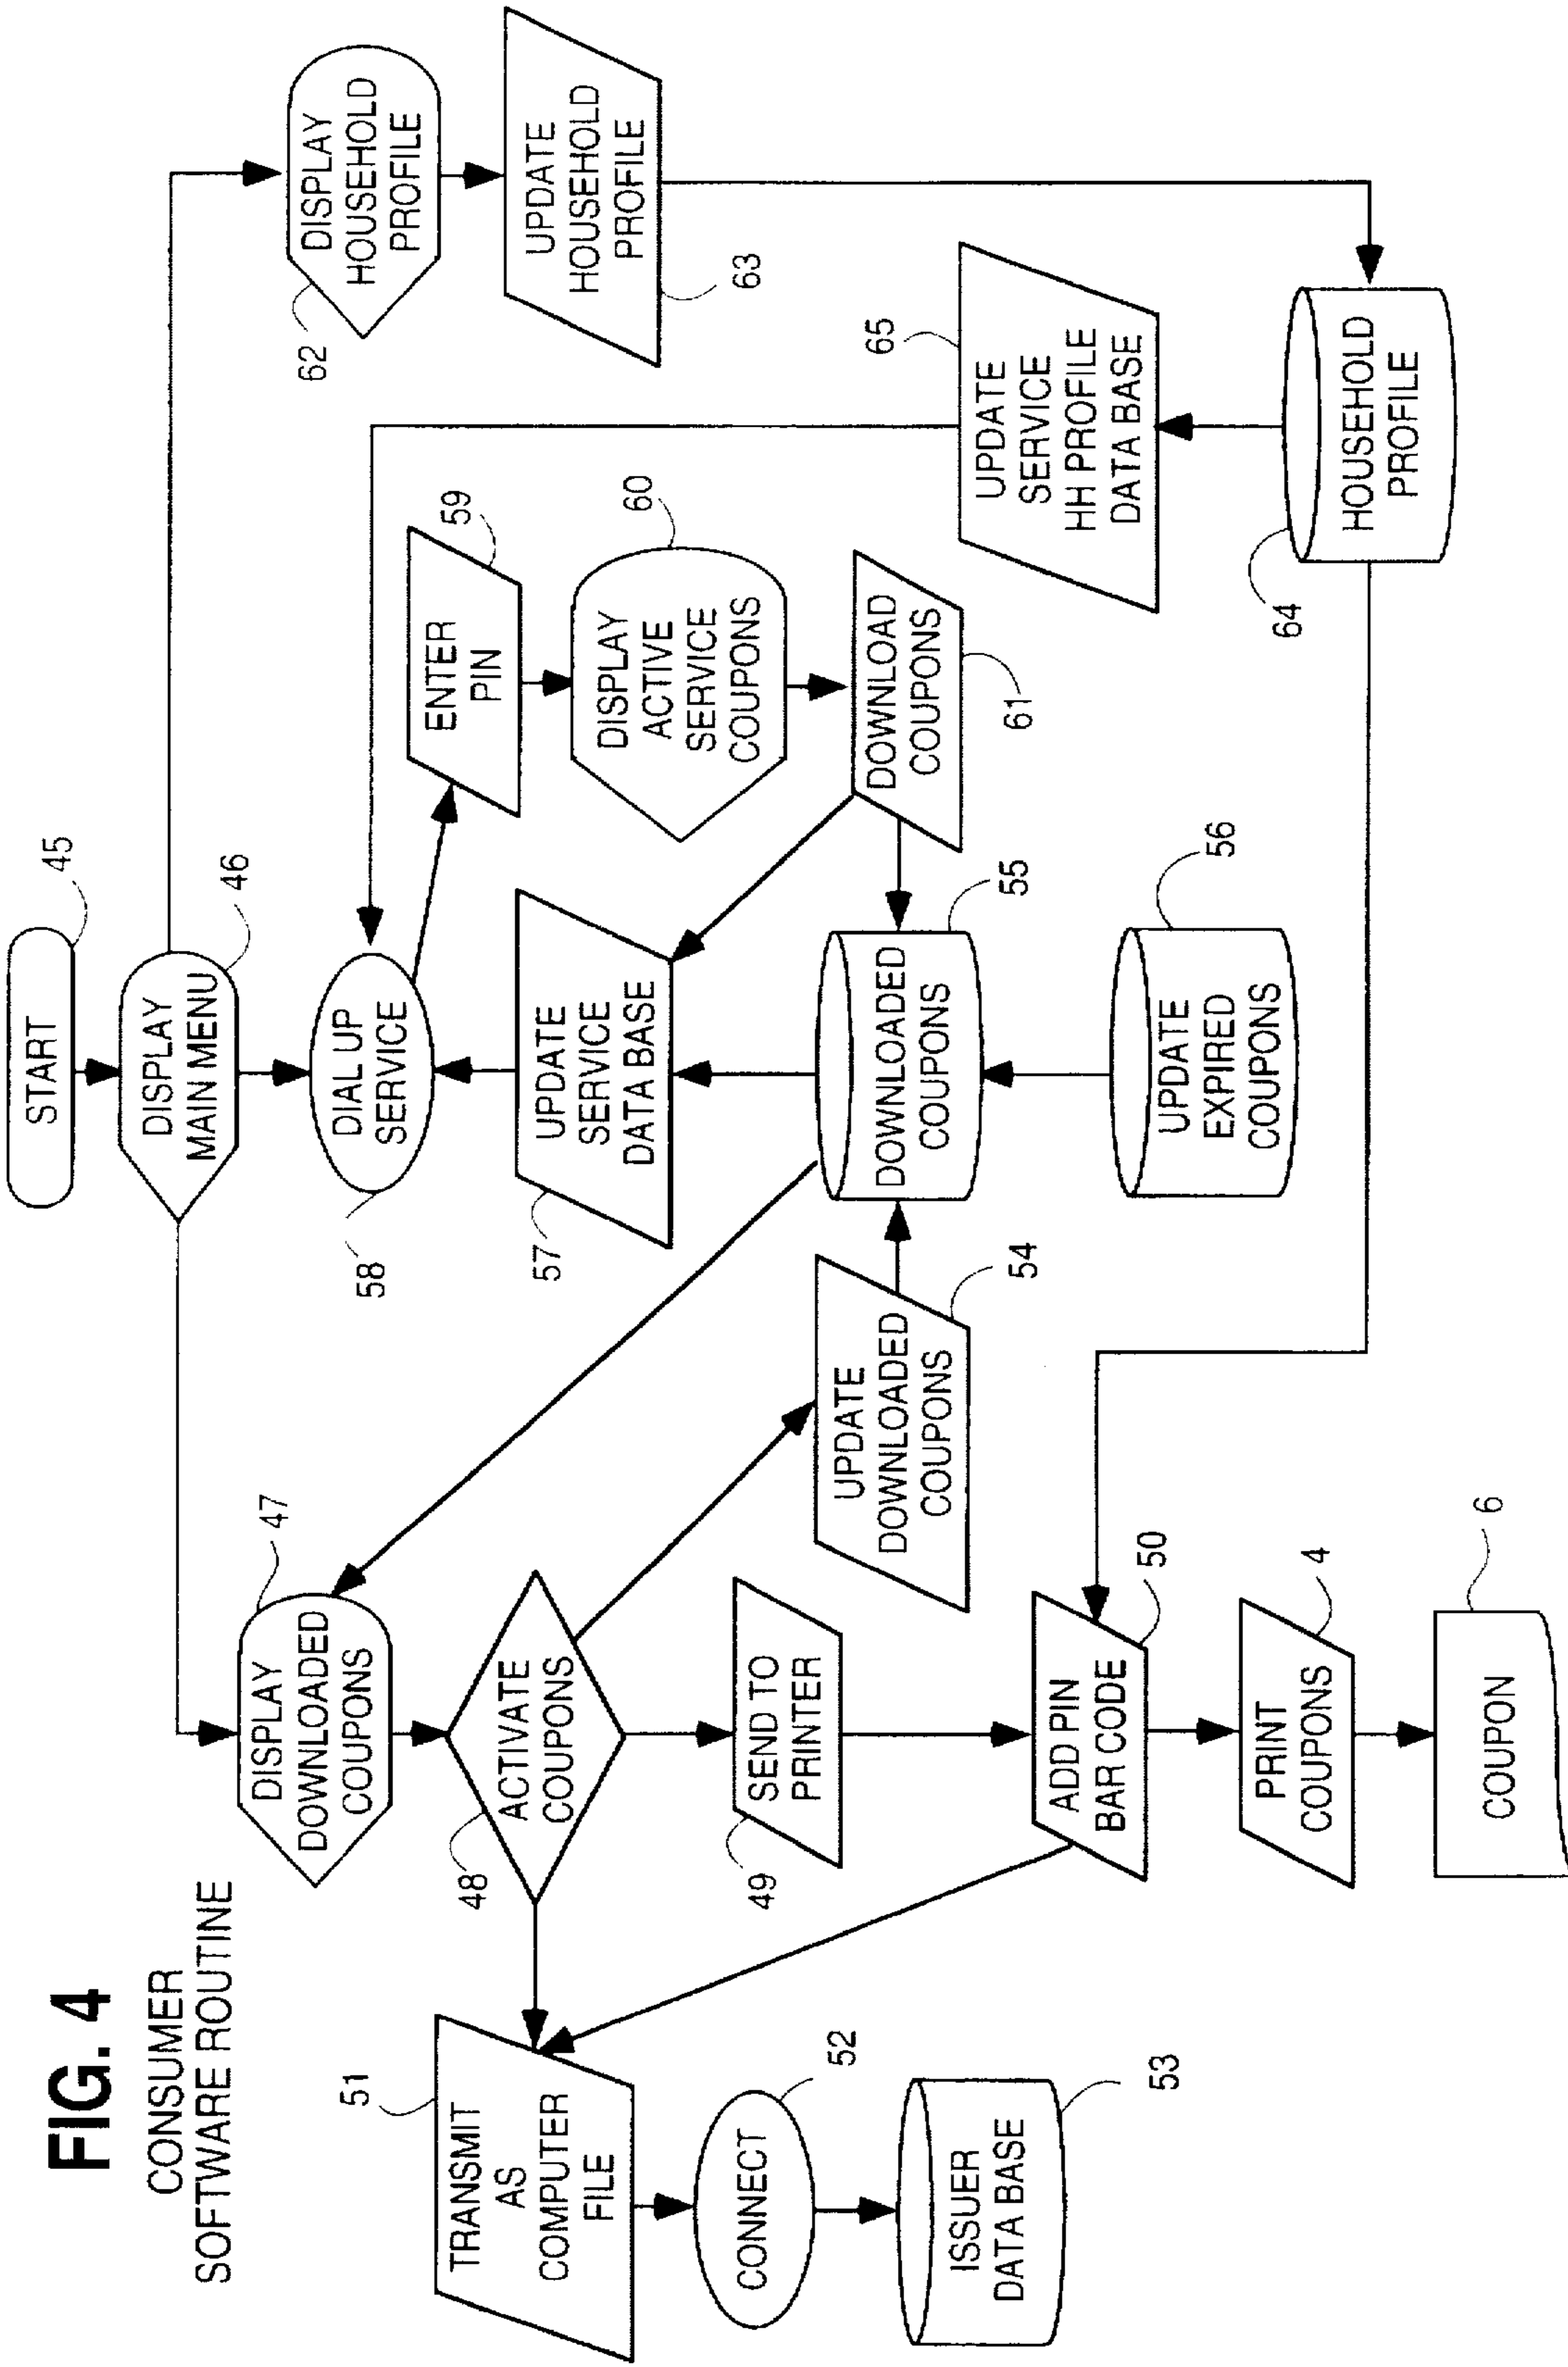 FIG. 4
CONSUMER
SOFTWARE ROUTINE
START
45
DISPLAY
MAIN MENU
46
DISPLAY
DOWNLOADED
COUPONS
47
DIAL UP
SERVICE
58
DISPLAY
HOUSEHOLD
PROFILE
62
ENTER
PIN
59
UPDATE
HOUSEHOLD
PROFILE
63
TRANSMIT
AS
COMPUTER
FILE
51
ACTIVATE
COUPONS
48
UPDATE
SERVICE
DATA BASE
57
DISPLAY
ACTIVE
SERVICE
COUPONS
60
CONNECT
52
SEND TO
PRINTER
49
UPDATE
DOWNLOADED
COUPONS
54
DOWNLOADED
COUPONS
55
DOWNLOAD
COUPONS
61
UPDATE
SERVICE
HH PROFILE
DATA BASE
65
ISSUER
DATA BASE
53
ADD PIN
BAR CODE
50
UPDATE
EXPIRED
COUPONS
56
HOUSEHOLD
PROFILE
64
PRINT
COUPONS
4
COUPON
6